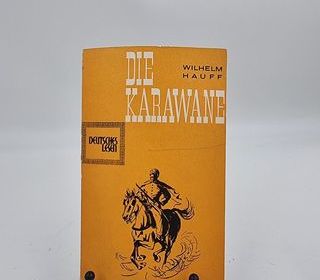 DIE
KARAWANE
WILHELM
HAUFF
DEUTSCHES
LESEN